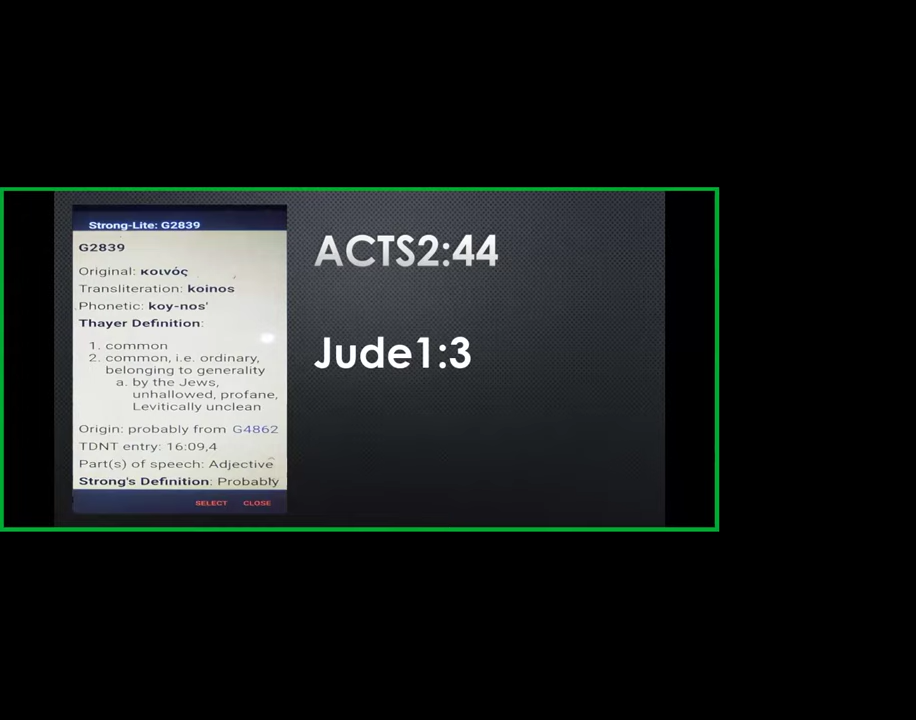 Strong-Lite: G2839
G2839
Original: κοινός
Transliteration: koinos
Phonetic: koy-nos'
Thayer Definition:
1. common
2. common, i.e. ordinary,
belonging to generality
a. by the Jews,
unhallowed, profane,
Levitically unclean
Origin: probably from G4862
TDNT entry: 16:09,4
Part(s) of speech: Adjective
Strong's Definition: Probably
SELECT CLOSE
ACTS2:44
Jude1:3